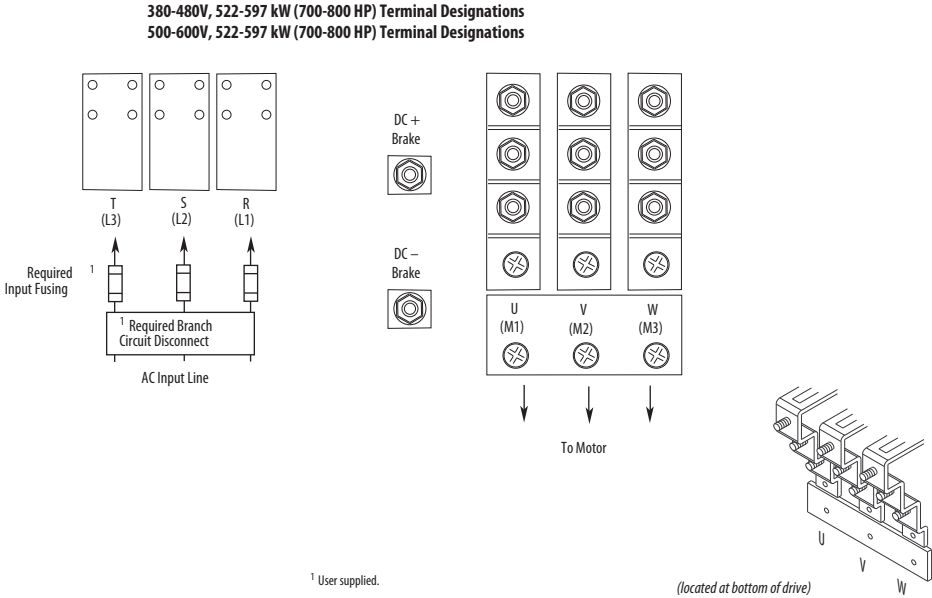 380-480V, 522-597 kW (700-800 HP) Terminal Designations
500-600V, 522-597 kW (700-800 HP) Terminal Designations
DC +
Brake
T
(L3)
S
(L2)
R
(L1)
Required
Input Fusing
1
DC –
Brake
1 Required Branch
Circuit Disconnect
AC Input Line
U
(M1)
V
(M2)
W
(M3)
To Motor
U
V
W
1 User supplied.
(located at bottom of drive)